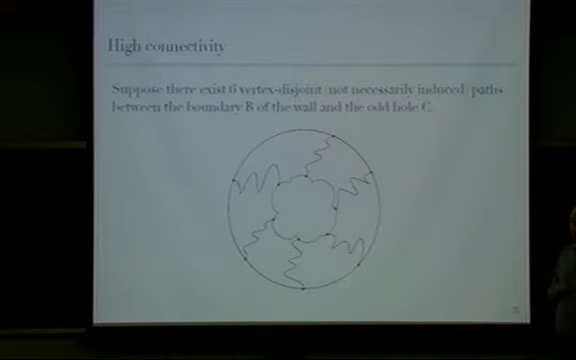 High connectivity
Suppose there exist 6 vertex-disjoint (not necessarily induced) paths
between the boundary B of the wall and the odd hole C.